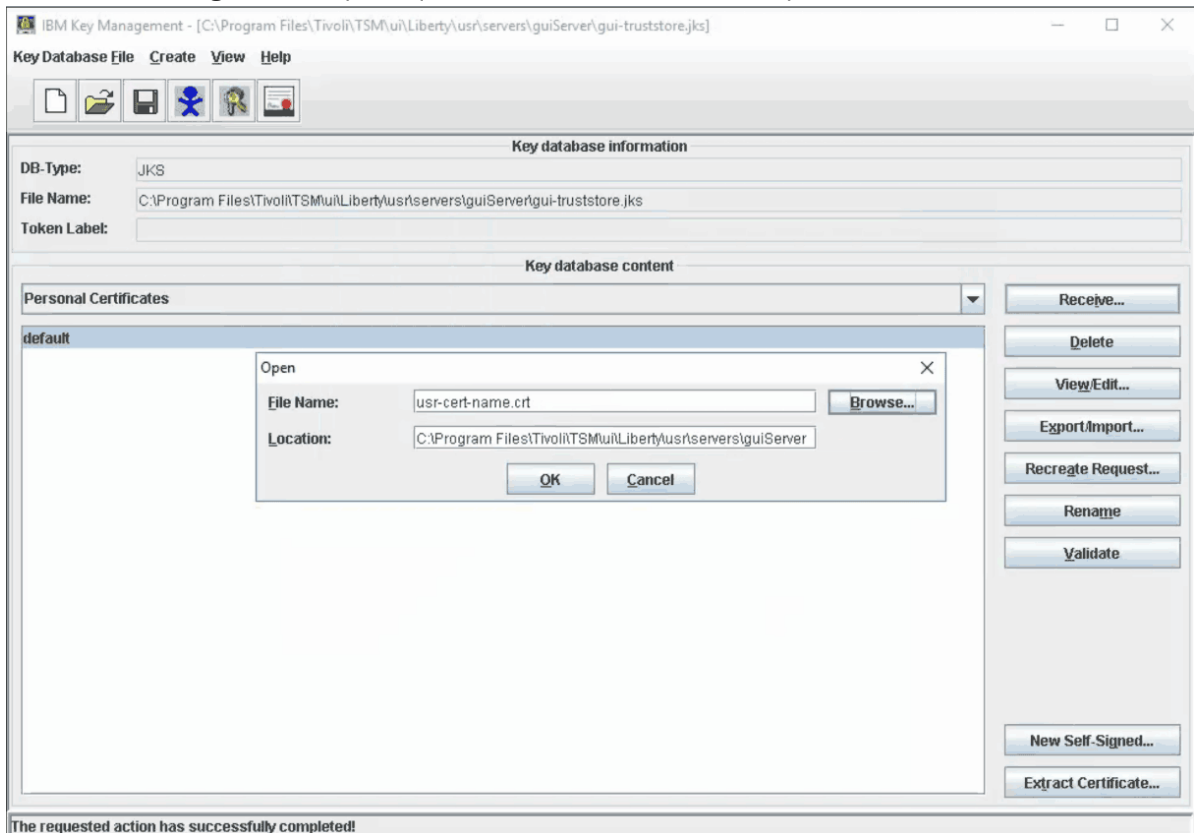 IBM Key Management - [C:\Program Files\Tivoli\TSM\ui\Liberty\usr\servers\guiServer\gui-truststore.jks]
Key Database File Create View Help
Key database information
DB-Type: JKS
File Name: C:\Program Files\Tivoli\TSM\ui\Liberty\usr\servers\guiServer\gui-truststore.jks
Token Label:
Key database content
Personal Certificates
Receive...
default
Delete
Open
View/Edit...
File Name: usr-cert-name.crt Browse...
Export/Import...
Location: C:\Program Files\Tivoli\TSM\ui\Liberty\usr\servers\guiServer
Recreate Request...
OK Cancel
Rename
Validate
New Self-Signed...
Extract Certificate...
The requested action has successfully completed!